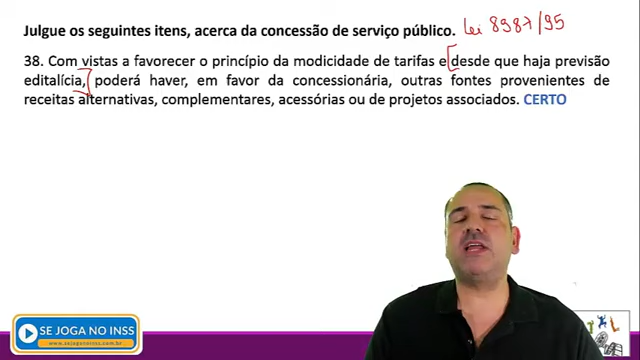 Julgue os seguintes itens, acerca da concessão de serviço público. Lei 8987/95
38. Com vistas a favorecer o princípio da modicidade de tarifas e desde que haja previsão
editalícia, poderá haver, em favor da concessionária, outras fontes provenientes de
receitas alternativas, complementares, acessórias ou de projetos associados. CERTO
SE JOGA NO INSS
www.sejoganoinss.com.br